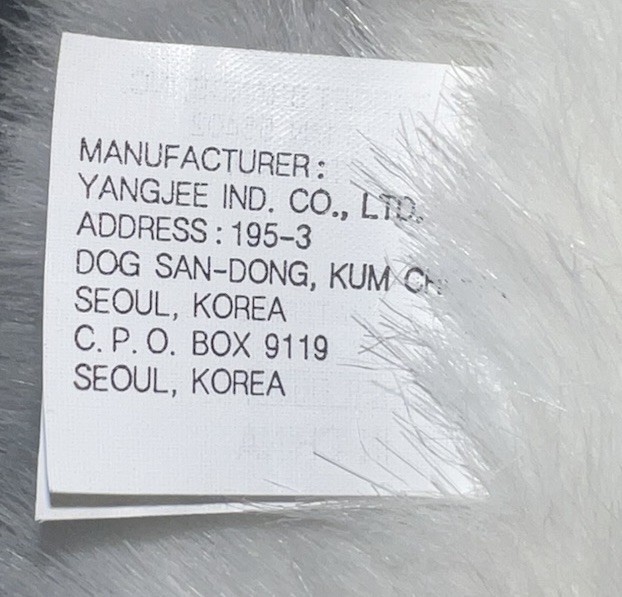 MANUFACTURER:
YANGJEE IND. CO., LTD.
ADDRESS : 195-3
DOG SAN-DONG, KUM
SEOUL, KOREA
C. P. O. BOX 9119
SEOUL, KOREA